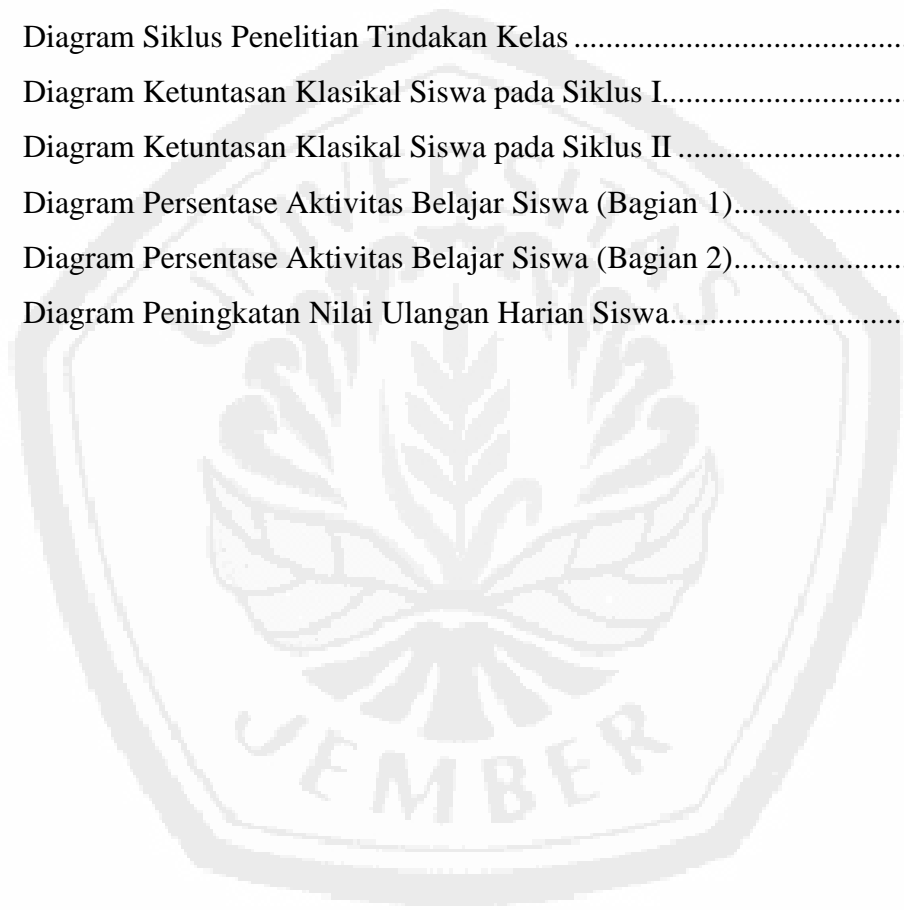 Diagram Siklus Penelitian Tindakan Kelas ..........................................
Diagram Ketuntasan Klasikal Siswa pada Siklus I..............................
Diagram Ketuntasan Klasikal Siswa pada Siklus II ............................
Diagram Persentase Aktivitas Belajar Siswa (Bagian 1).....................
Diagram Persentase Aktivitas Belajar Siswa (Bagian 2).....................
Diagram Peningkatan Nilai Ulangan Harian Siswa.............................
UNIVERSITAS
JEMBER